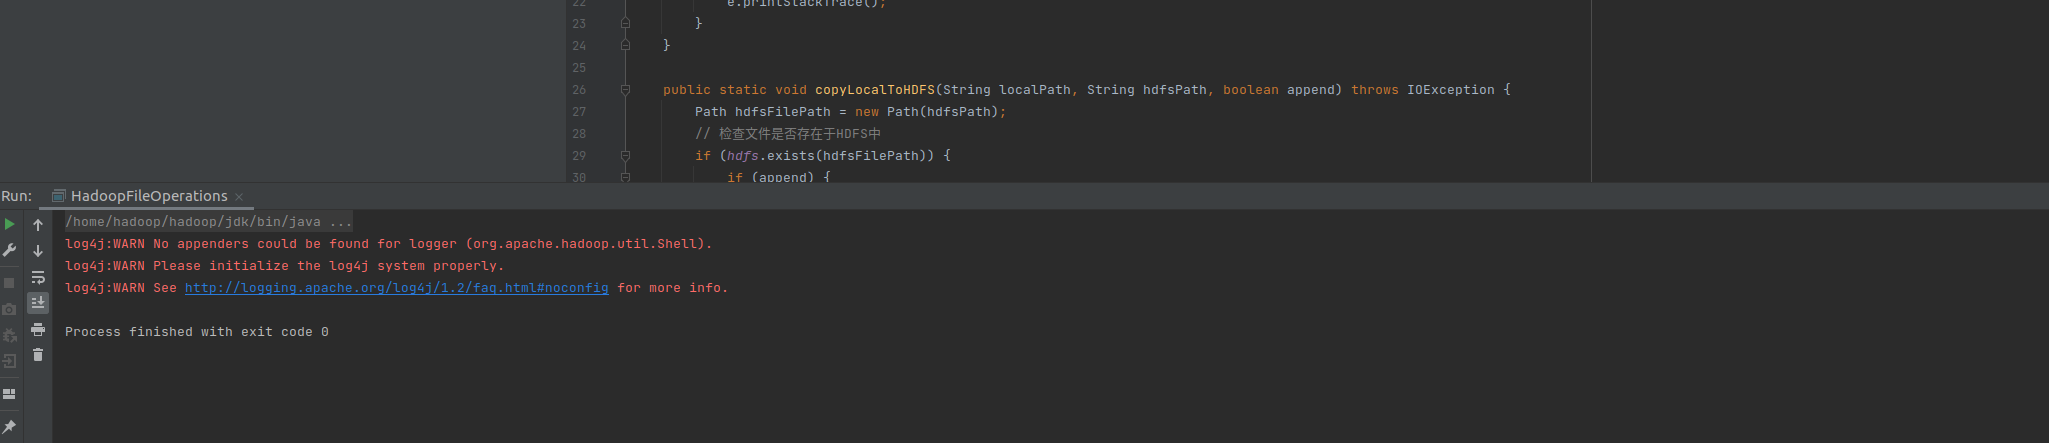 22 e.printStackTrace();
23 }
24 }
25
26 public static void copyLocalToHDFS(String localPath, String hdfsPath, boolean append) throws IOException {
27 Path hdfsFilePath = new Path(hdfsPath);
28 // 检查文件是否存在于HDFS中
29 if (hdfs.exists(hdfsFilePath)) {
30 if (append) {
Run: HadoopFileOperations ×
/home/hadoop/hadoop/jdk/bin/java ...
log4j:WARN No appenders could be found for logger (org.apache.hadoop.util.Shell).
log4j:WARN Please initialize the log4j system properly.
log4j:WARN See http://logging.apache.org/log4j/1.2/faq.html#noconfig for more info.
Process finished with exit code 0